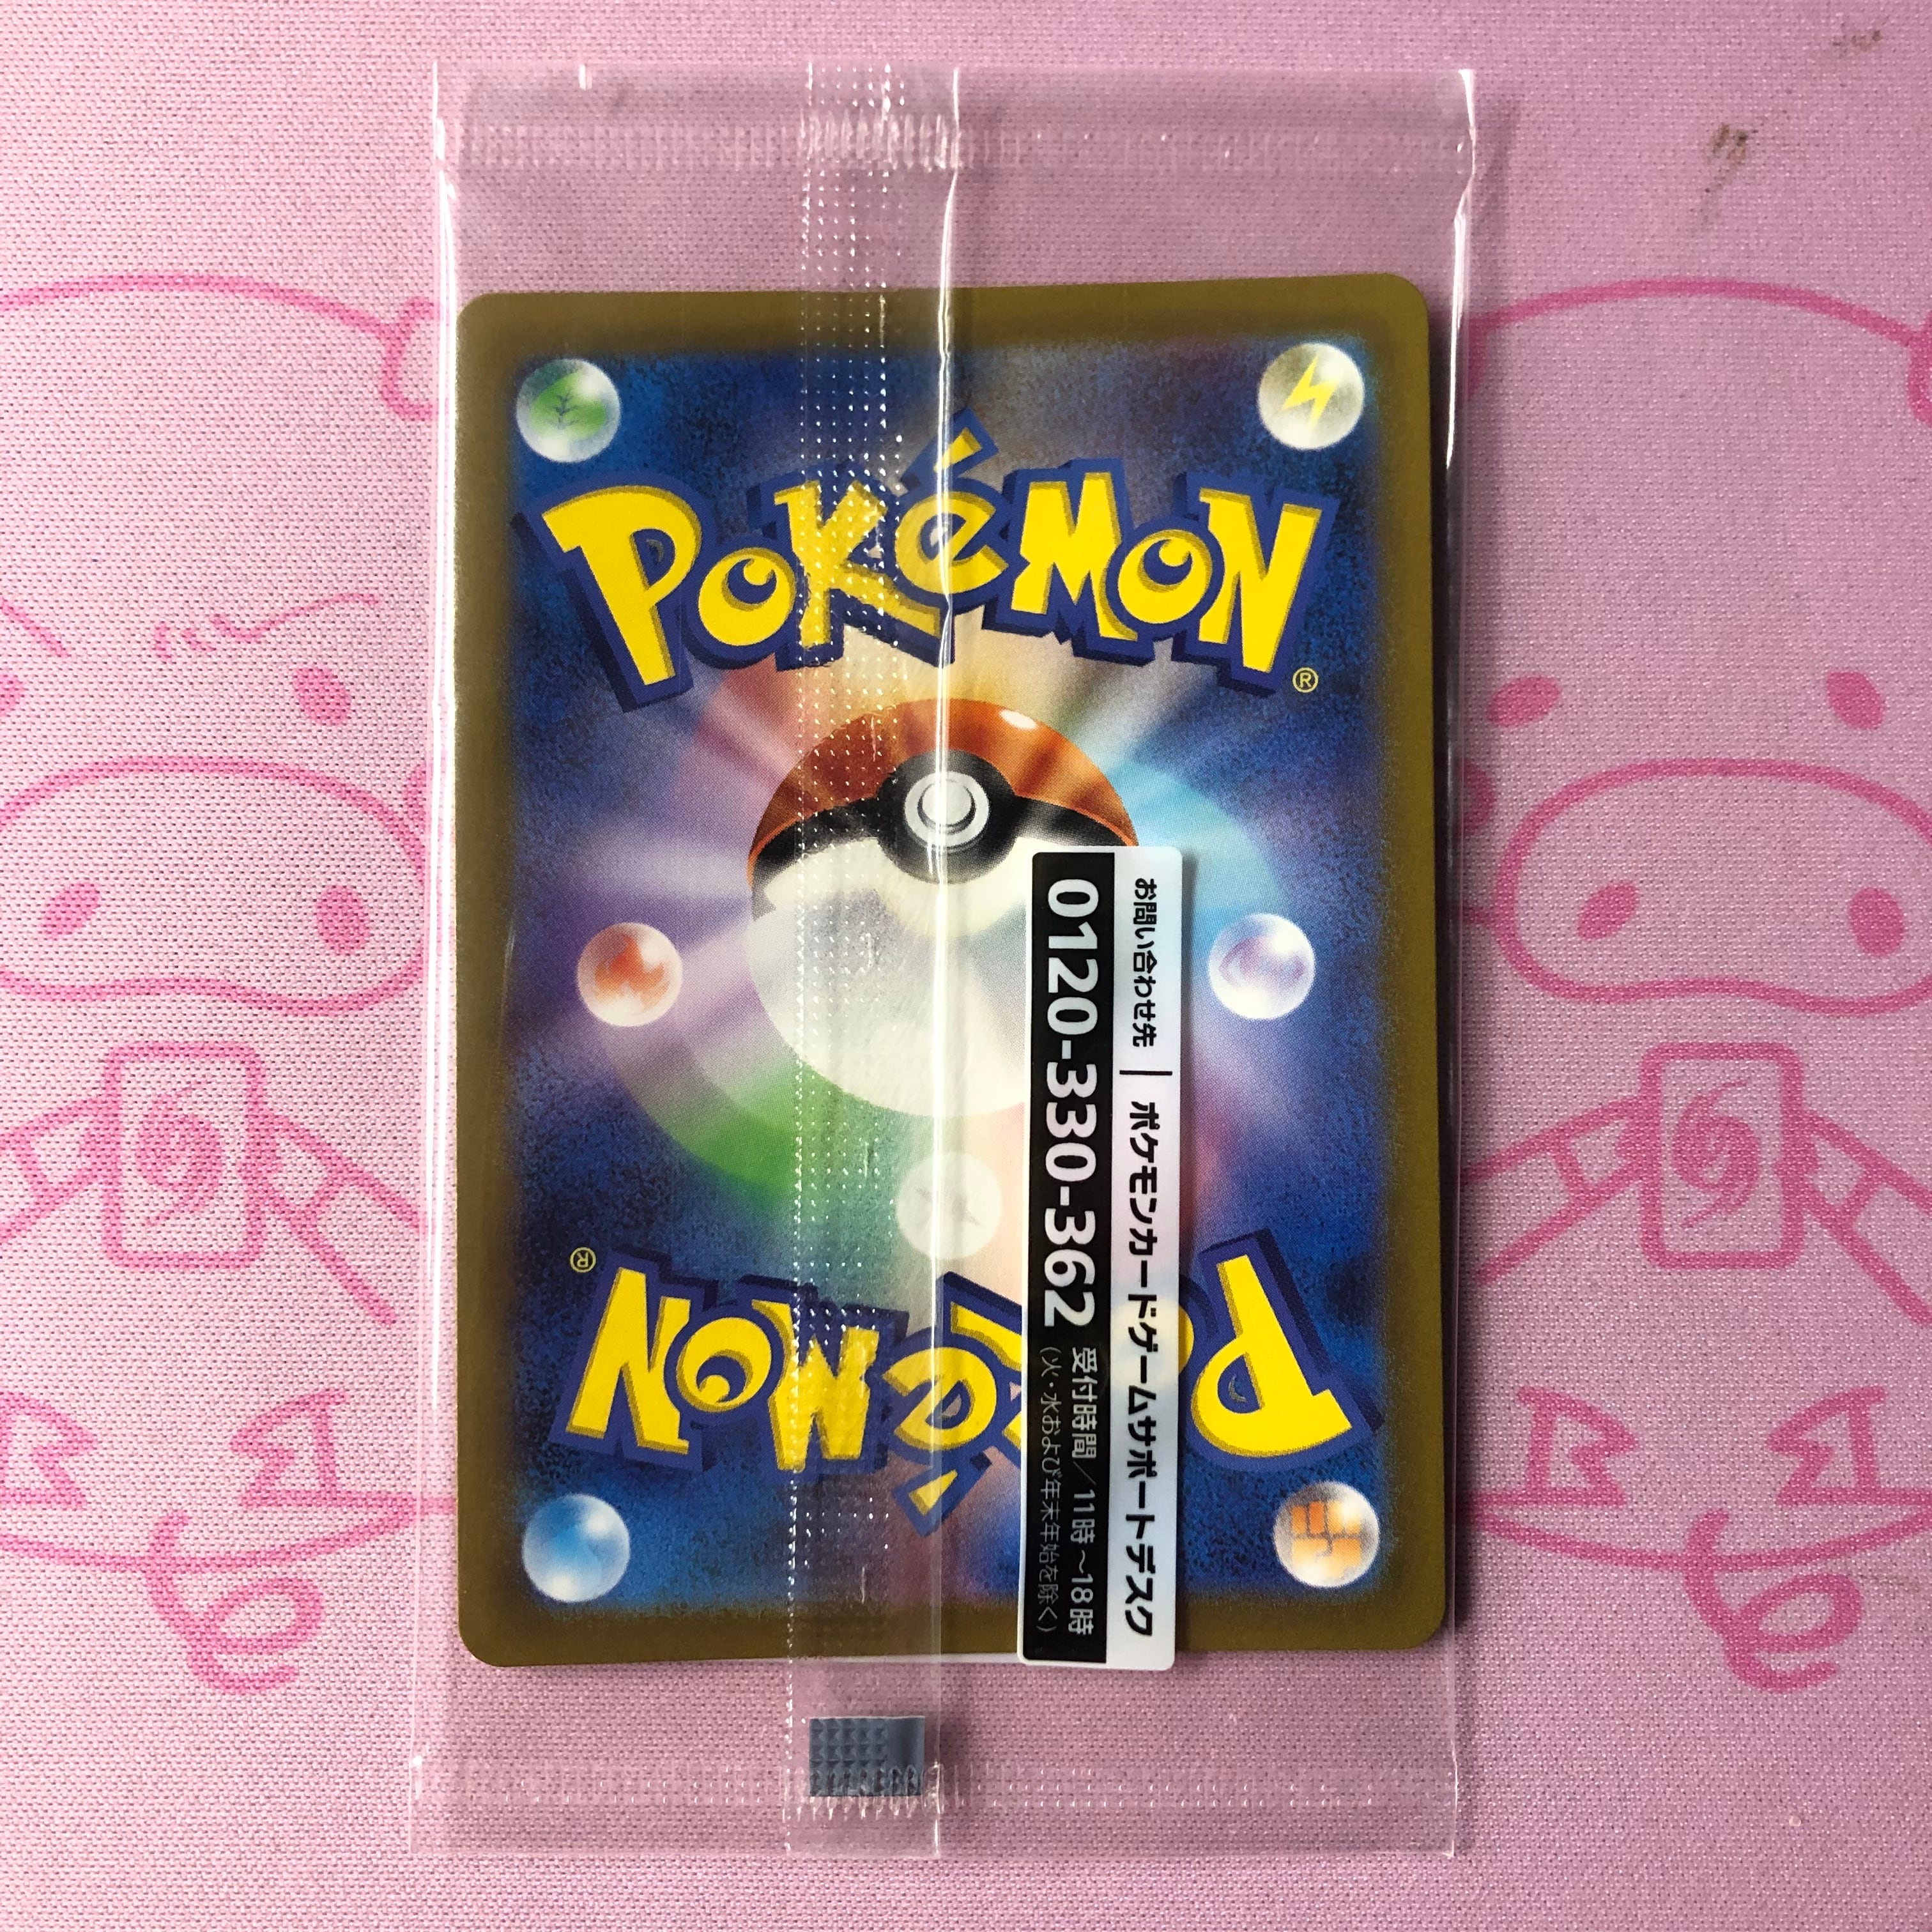 POKÉMON
®
お問い合わせ先 | ポケモンカードゲームサポートデスク
0120-330-362 受付時間／11時～18時
(火・水および年末年始を除く)
POKÉMON
®